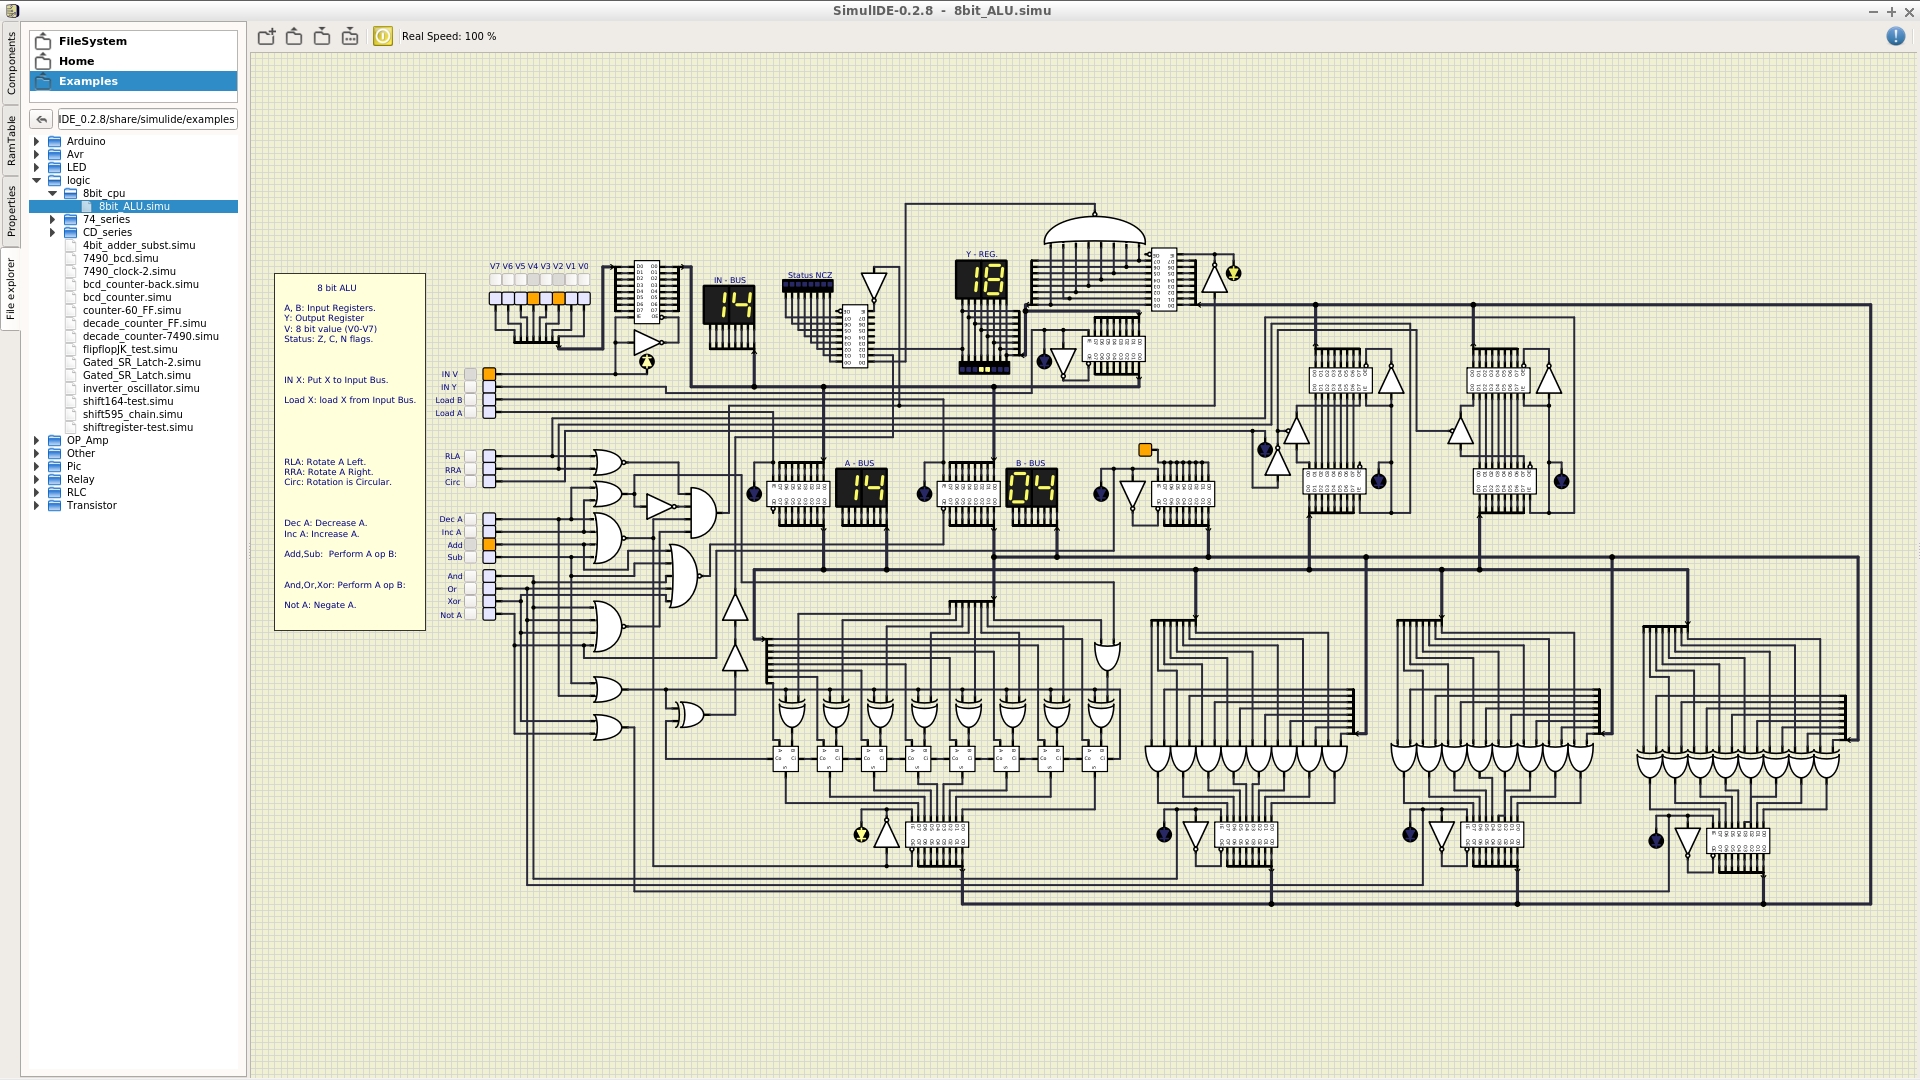 SimulIDE-0.2.8 - 8bit_ALU.simu
Components
RamTable
Properties
File explorer
FileSystem
Home
Examples
IDE_0.2.8/share/simulide/examples
Arduino
Avr
LED
logic
8bit_cpu
8bit_ALU.simu
74_series
CD_series
4bit_adder_subst.simu
7490_bcd.simu
7490_clock-2.simu
bcd_counter-back.simu
bcd_counter.simu
counter-60_FF.simu
decade_counter_FF.simu
decade_counter-7490.simu
flipflopJK_test.simu
Gated_SR_Latch-2.simu
Gated_SR_Latch.simu
inverter_oscillator.simu
shift164-test.simu
shift595_chain.simu
shiftregister-test.simu
OP_Amp
Other
Pic
Relay
RLC
Transistor
Real Speed: 100 %
8 bit ALU
A, B: Input Registers.
Y: Output Register
V: 8 bit value (V0-V7)
Status: Z, C, N flags.
IN X: Put X to Input Bus.
Load X: load X from Input Bus.
RLA: Rotate A Left.
RRA: Rotate A Right.
Circ: Rotation is Circular.
Dec A: Decrease A.
Inc A: Increase A.
Add,Sub: Perform A op B:
And,Or,Xor: Perform A op B:
Not A: Negate A.
V7 V6 V5 V4 V3 V2 V1 V0
IN - BUS
14
Status NCZ
Y - REG.
18
IN V
IN Y
Load B
Load A
RLA
RRA
Circ
Dec A
Inc A
Add
Sub
And
Or
Xor
Not A
A - BUS
14
B - BUS
04